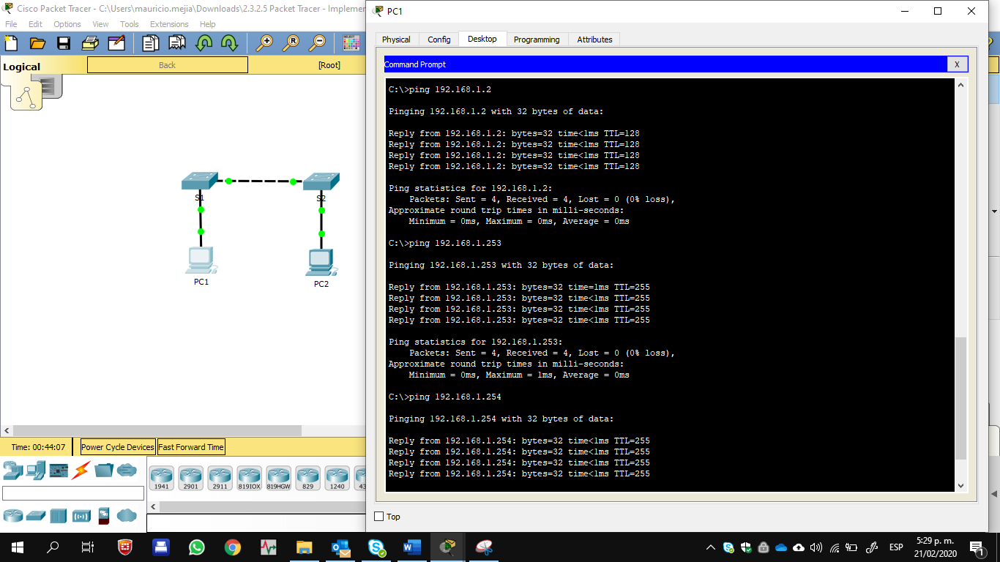 Cisco Packet Tracer - C:\Users\mauricio.mejia\Downloads\2.3.2.5 Packet Tracer - Implemen
File Edit Options View Tools Extensions Help
Logical
Back
[Root]
S1
S2
PC1
PC2
Time: 00:44:07
Power Cycle Devices
Fast Forward Time
1941
2901
2911
819IOX
819HGW
829
1240
PC1
Physical
Config
Desktop
Programming
Attributes
Command Prompt
X
C:\>ping 192.168.1.2
Pinging 192.168.1.2 with 32 bytes of data:
Reply from 192.168.1.2: bytes=32 time<1ms TTL=128
Reply from 192.168.1.2: bytes=32 time<1ms TTL=128
Reply from 192.168.1.2: bytes=32 time<1ms TTL=128
Reply from 192.168.1.2: bytes=32 time<1ms TTL=128
Ping statistics for 192.168.1.2:
Packets: Sent = 4, Received = 4, Lost = 0 (0% loss),
Approximate round trip times in milli-seconds:
Minimum = 0ms, Maximum = 0ms, Average = 0ms
C:\>ping 192.168.1.253
Pinging 192.168.1.253 with 32 bytes of data:
Reply from 192.168.1.253: bytes=32 time=1ms TTL=255
Reply from 192.168.1.253: bytes=32 time<1ms TTL=255
Reply from 192.168.1.253: bytes=32 time<1ms TTL=255
Reply from 192.168.1.253: bytes=32 time<1ms TTL=255
Ping statistics for 192.168.1.253:
Packets: Sent = 4, Received = 4, Lost = 0 (0% loss),
Approximate round trip times in milli-seconds:
Minimum = 0ms, Maximum = 1ms, Average = 0ms
C:\>ping 192.168.1.254
Pinging 192.168.1.254 with 32 bytes of data:
Reply from 192.168.1.254: bytes=32 time<1ms TTL=255
Reply from 192.168.1.254: bytes=32 time<1ms TTL=255
Reply from 192.168.1.254: bytes=32 time<1ms TTL=255
Reply from 192.168.1.254: bytes=32 time<1ms TTL=255
Top
ESP
5:29 p. m.
21/02/2020
1